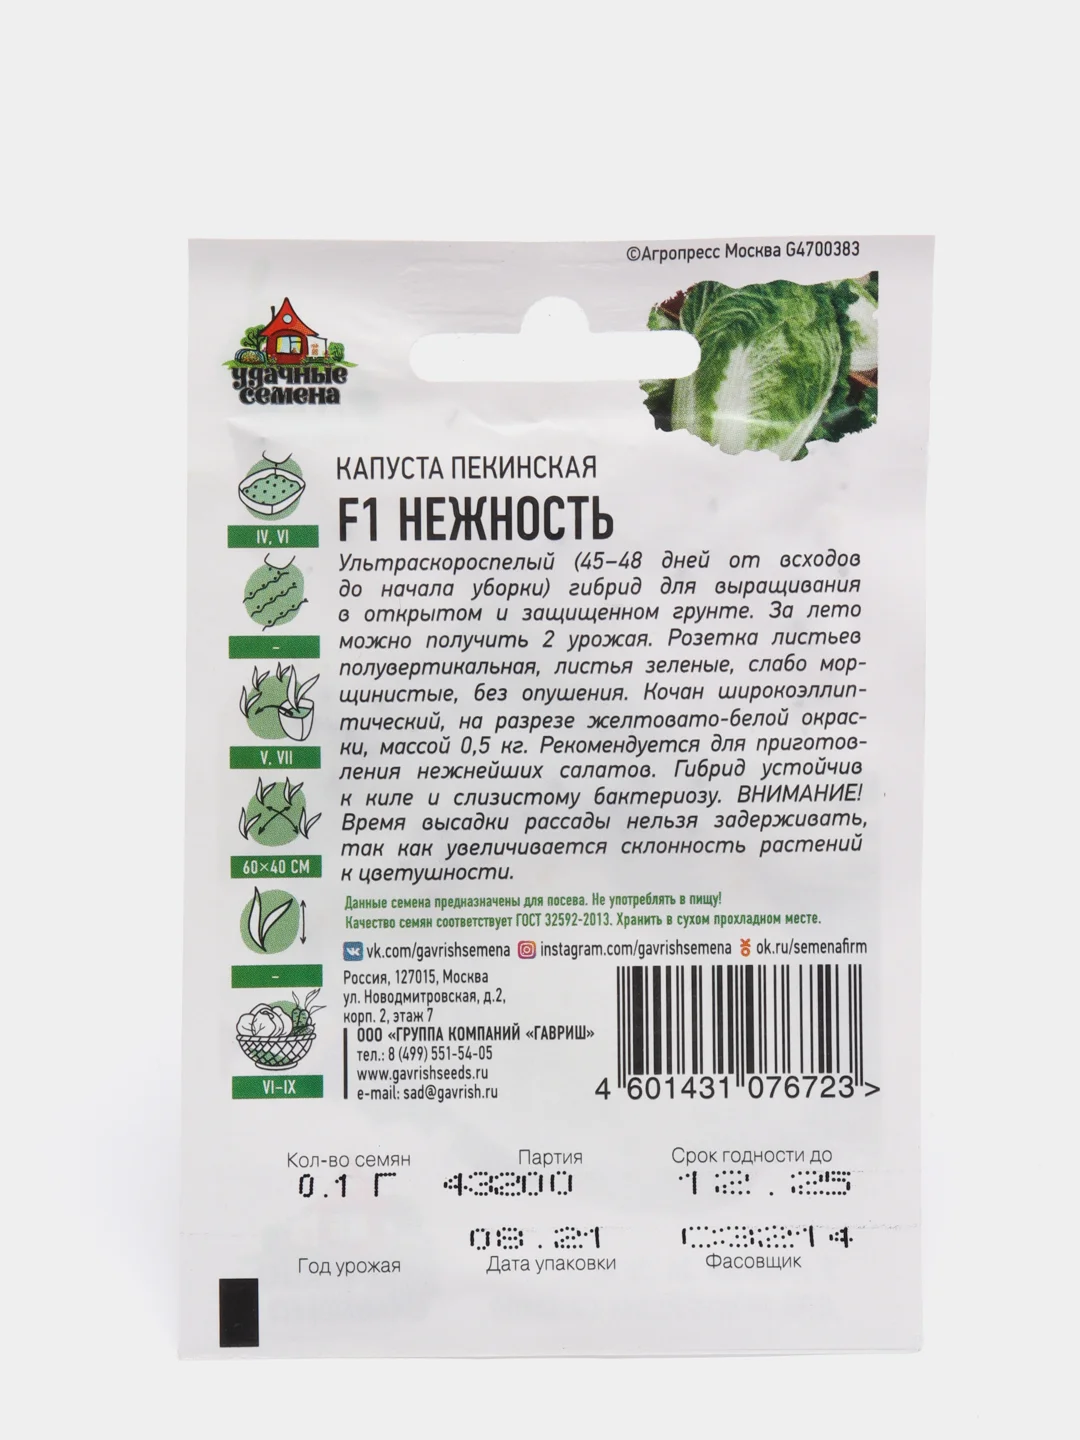 ©Агропресс Москва G4700383
удачные
семена
КАПУСТА ПЕКИНСКАЯ
F1 НЕЖНОСТЬ
Ультраскороспелый (45–48 дней от всходов
до начала уборки) гибрид для выращивания
в открытом и защищенном грунте. За лето
можно получить 2 урожая. Розетка листьев
полувертикальная, листья зеленые, слабо мор-
щинистые, без опушения. Кочан широкоэллип-
тический, на разрезе желтовато-белой окрас-
ки, массой 0,5 кг. Рекомендуется для приготов-
ления нежнейших салатов. Гибрид устойчив
к киле и слизистому бактериозу. ВНИМАНИЕ!
Время высадки рассады нельзя задерживать,
так как увеличивается склонность растений
к цветушности.
IV, VI
–
V, VII
60×40 СМ
–
VI–IX
Данные семена предназначены для посева. Не употреблять в пищу!
Качество семян соответствует ГОСТ 32592-2013. Хранить в сухом прохладном месте.
vk.com/gavrishsemena instagram.com/gavrishsemena ok.ru/semenafirm
Россия, 127015, Москва
ул. Новодмитровская, д.2,
корп. 2, этаж 7
ООО «ГРУППА КОМПАНИЙ «ГАВРИШ»
тел.: 8 (499) 551-54-05
www.gavrishseeds.ru
e-mail: sad@gavrish.ru
4 601431 076723 >
Кол-во семян Партия Срок годности до
0.1 Г 43200 12.25
08.21 С3214
Год урожая Дата упаковки Фасовщик